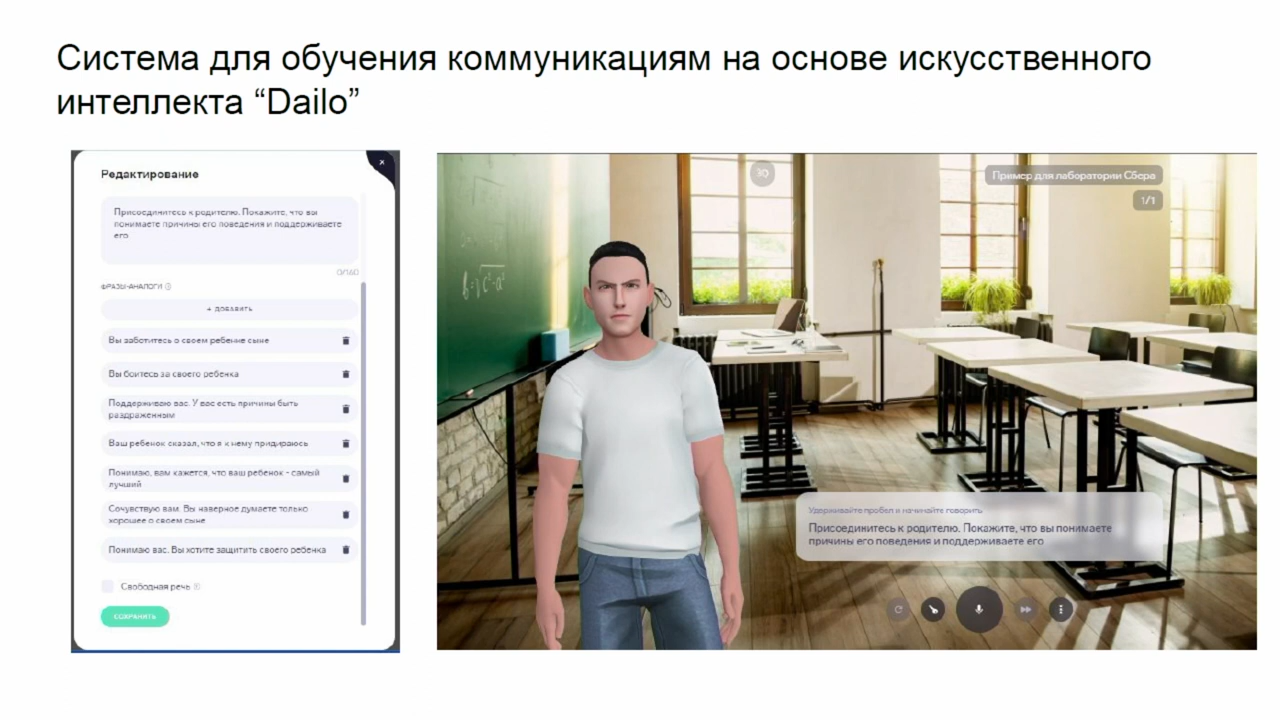 Система для обучения коммуникациям на основе искусственного
интеллекта “Dailo”
Редактирование
Присоединитесь к родителю. Покажите, что вы
понимаете причины его поведения и поддерживаете
его
0/160
ФРАЗЫ-АНАЛОГИ
+ ДОБАВИТЬ
Вы заботитесь о своем ребенке сыне
Вы боитесь за своего ребенка
Поддерживаю вас. У вас есть причины быть
раздраженным
Ваш ребенок сказал, что я к нему придираюсь
Понимаю, вам кажется, что ваш ребенок - самый
лучший
Сочувствую вам. Вы наверное думаете только
хорошее о своем сыне
Понимаю вас. Вы хотите защитить своего ребенка
Свободная речь
СОХРАНИТЬ
Пример для лаборатории Сбера
1/1
Удерживайте пробел и начинайте говорить
Присоединитесь к родителю. Покажите, что вы понимаете
причины его поведения и поддерживаете его